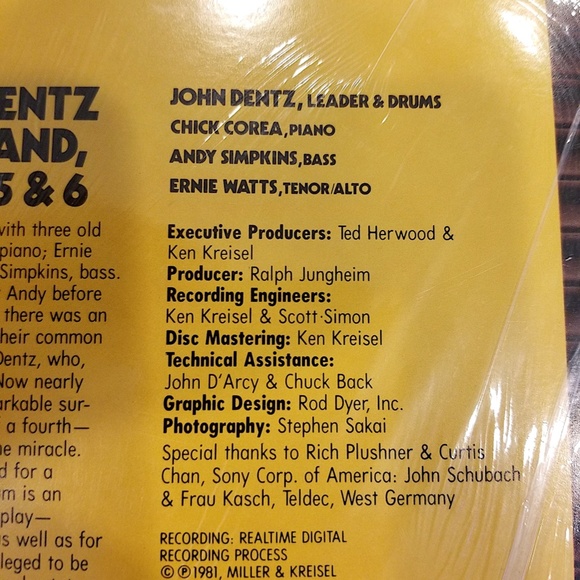 DENTZ
AND,
5 & 6
with three old
piano; Ernie
Simpkins, bass.
Andy before
there was an
their common
Dentz, who,
Now nearly
arkable sur-
a fourth—
e miracle.
d for a
m is an
play—
us well as for
leged to be
JOHN DENTZ, LEADER & DRUMS
CHICK COREA, PIANO
ANDY SIMPKINS, BASS
ERNIE WATTS, TENOR/ALTO
Executive Producers: Ted Herwood &
Ken Kreisel
Producer: Ralph Jungheim
Recording Engineers:
Ken Kreisel & Scott Simon
Disc Mastering: Ken Kreisel
Technical Assistance:
John D'Arcy & Chuck Back
Graphic Design: Rod Dyer, Inc.
Photography: Stephen Sakai
Special thanks to Rich Plushner & Curtis
Chan, Sony Corp. of America: John Schubach
& Frau Kasch, Teldec, West Germany
RECORDING: REALTIME DIGITAL
RECORDING PROCESS
© ℗ 1981, MILLER & KREISEL